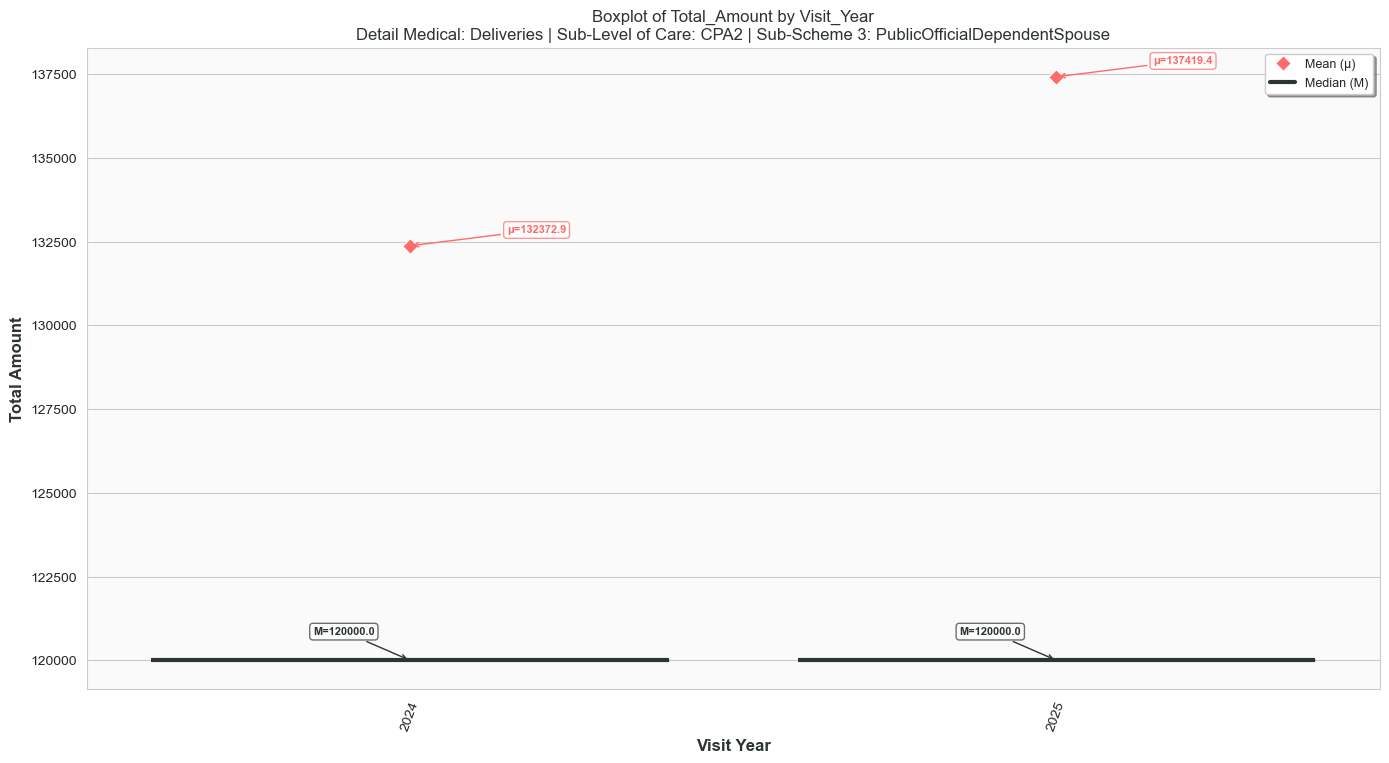 Boxplot of Total_Amount by Visit_Year
Detail Medical: Deliveries | Sub-Level of Care: CPA2 | Sub-Scheme 3: PublicOfficialDependentSpouse
Mean (μ)
Median (M)
μ=137419.4
μ=132372.9
M=120000.0
M=120000.0
Total Amount
137500
135000
132500
130000
127500
125000
122500
120000
2024
2025
Visit Year